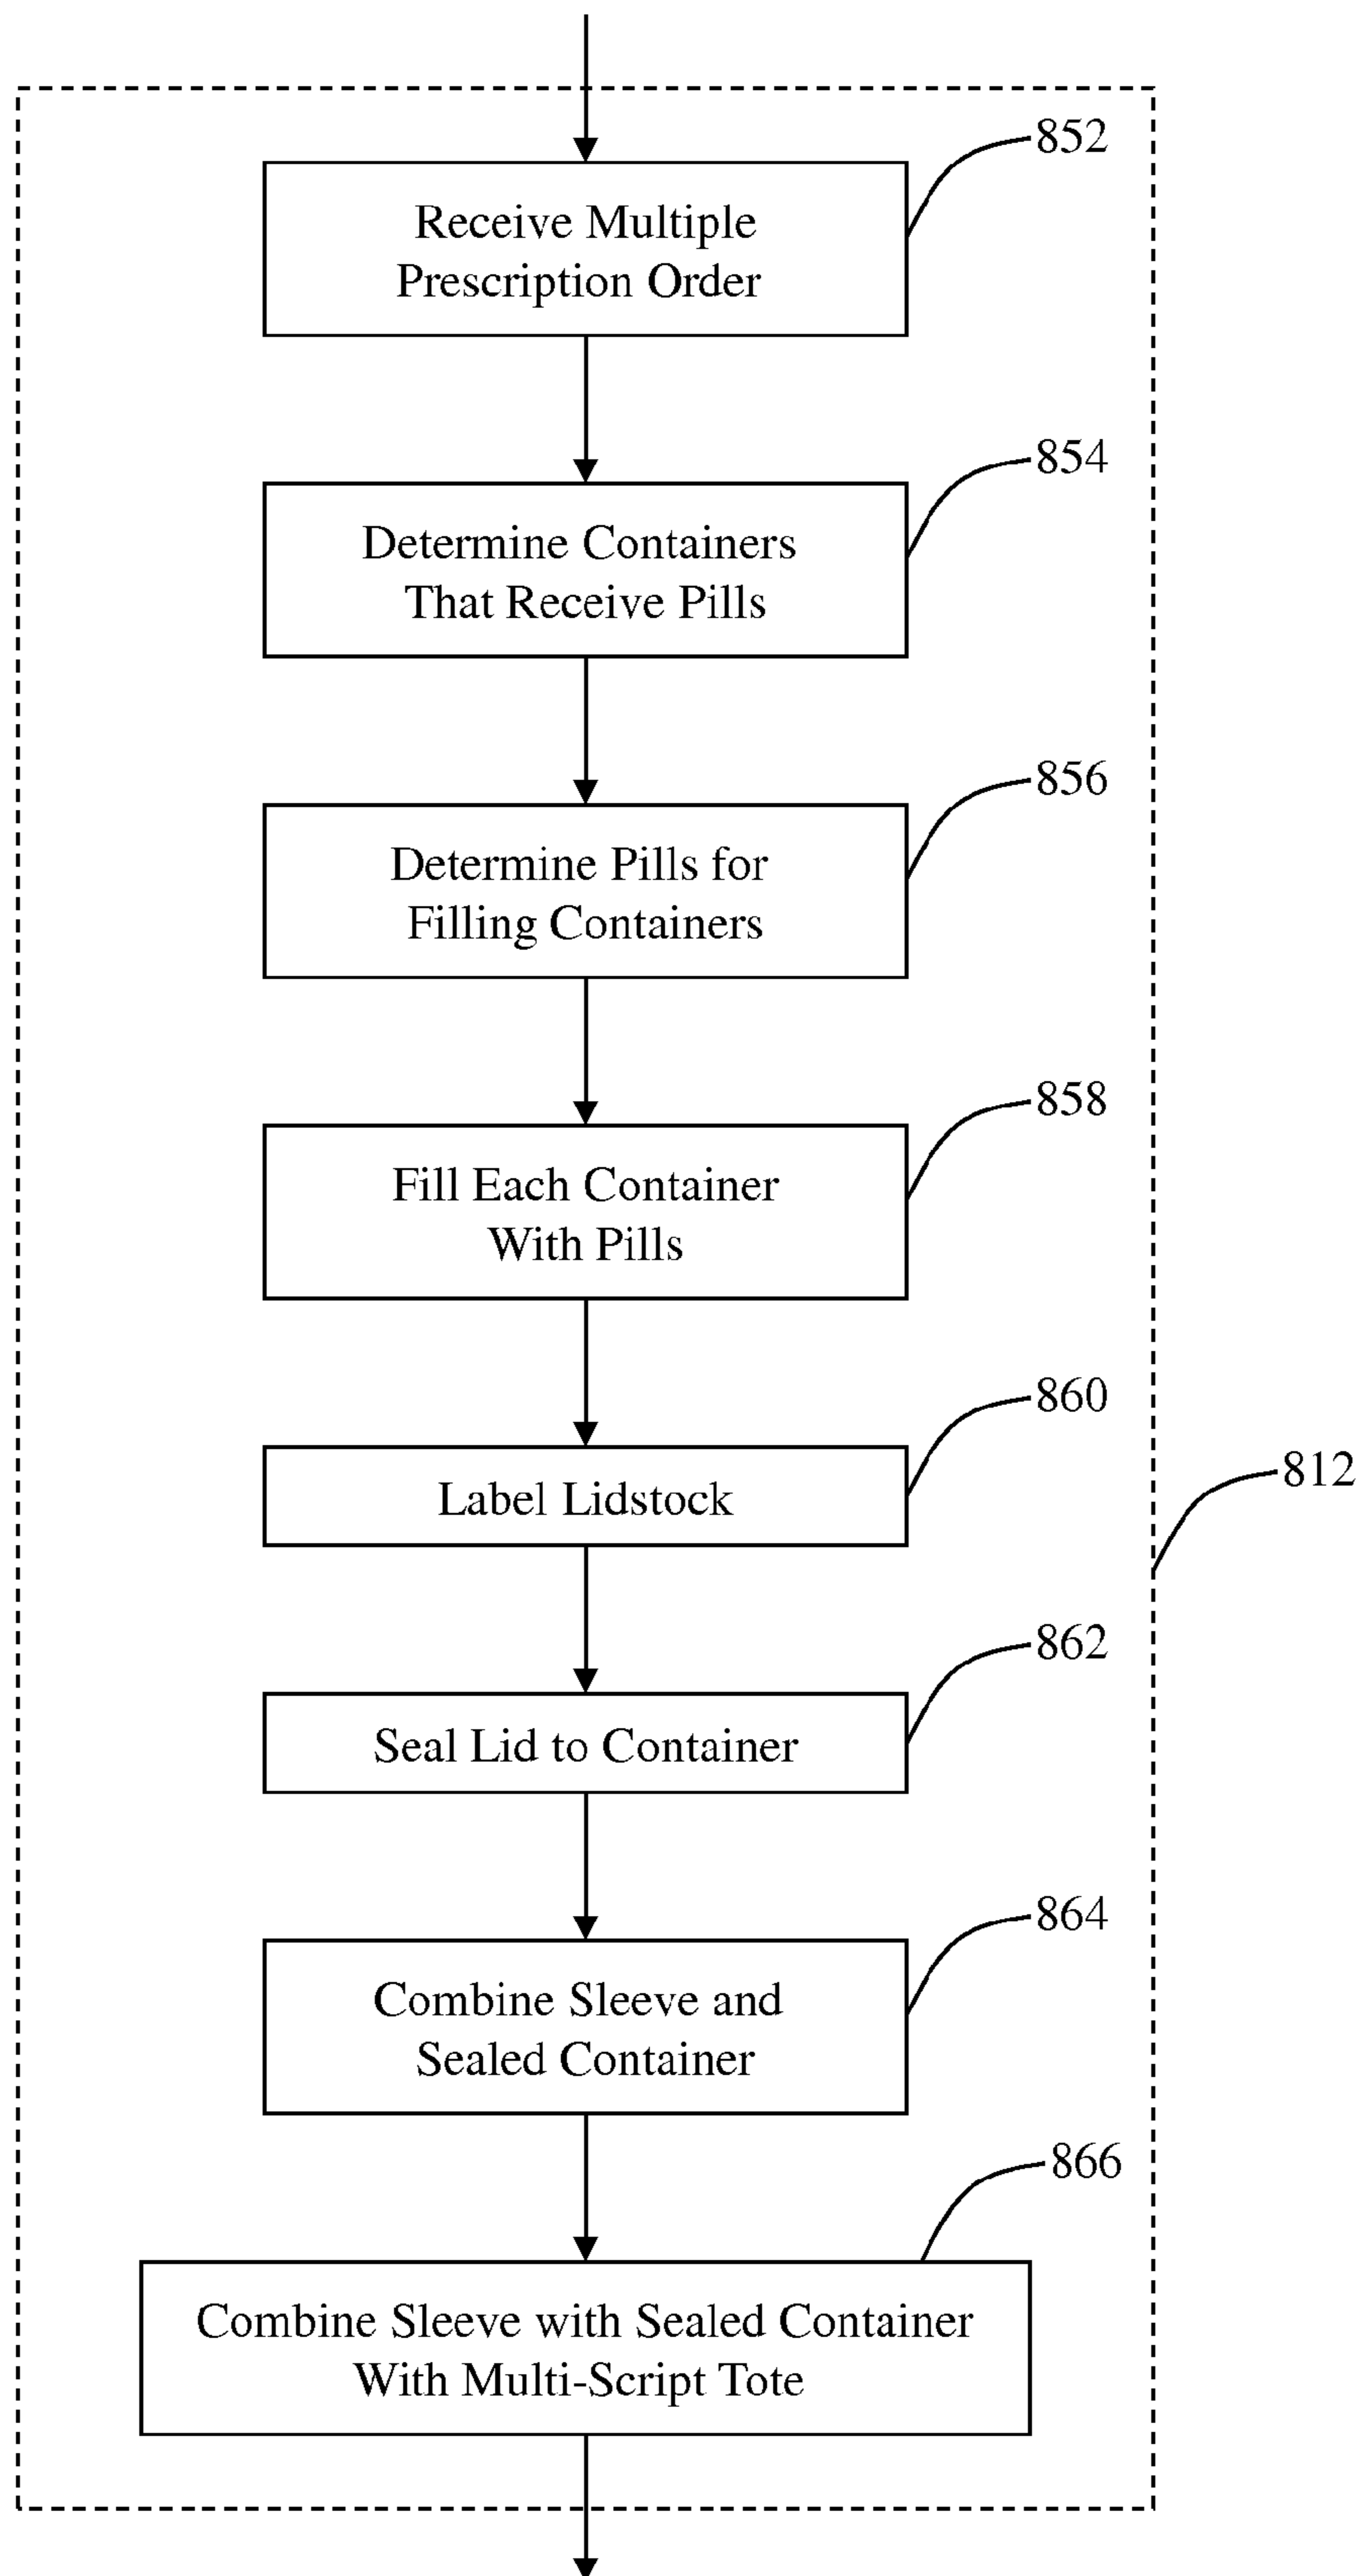 852
Receive Multiple
Prescription Order
854
Determine Containers
That Receive Pills
856
Determine Pills for
Filling Containers
858
Fill Each Container
With Pills
860
Label Lidstock
812
862
Seal Lid to Container
864
Combine Sleeve and
Sealed Container
866
Combine Sleeve with Sealed Container
With Multi-Script Tote